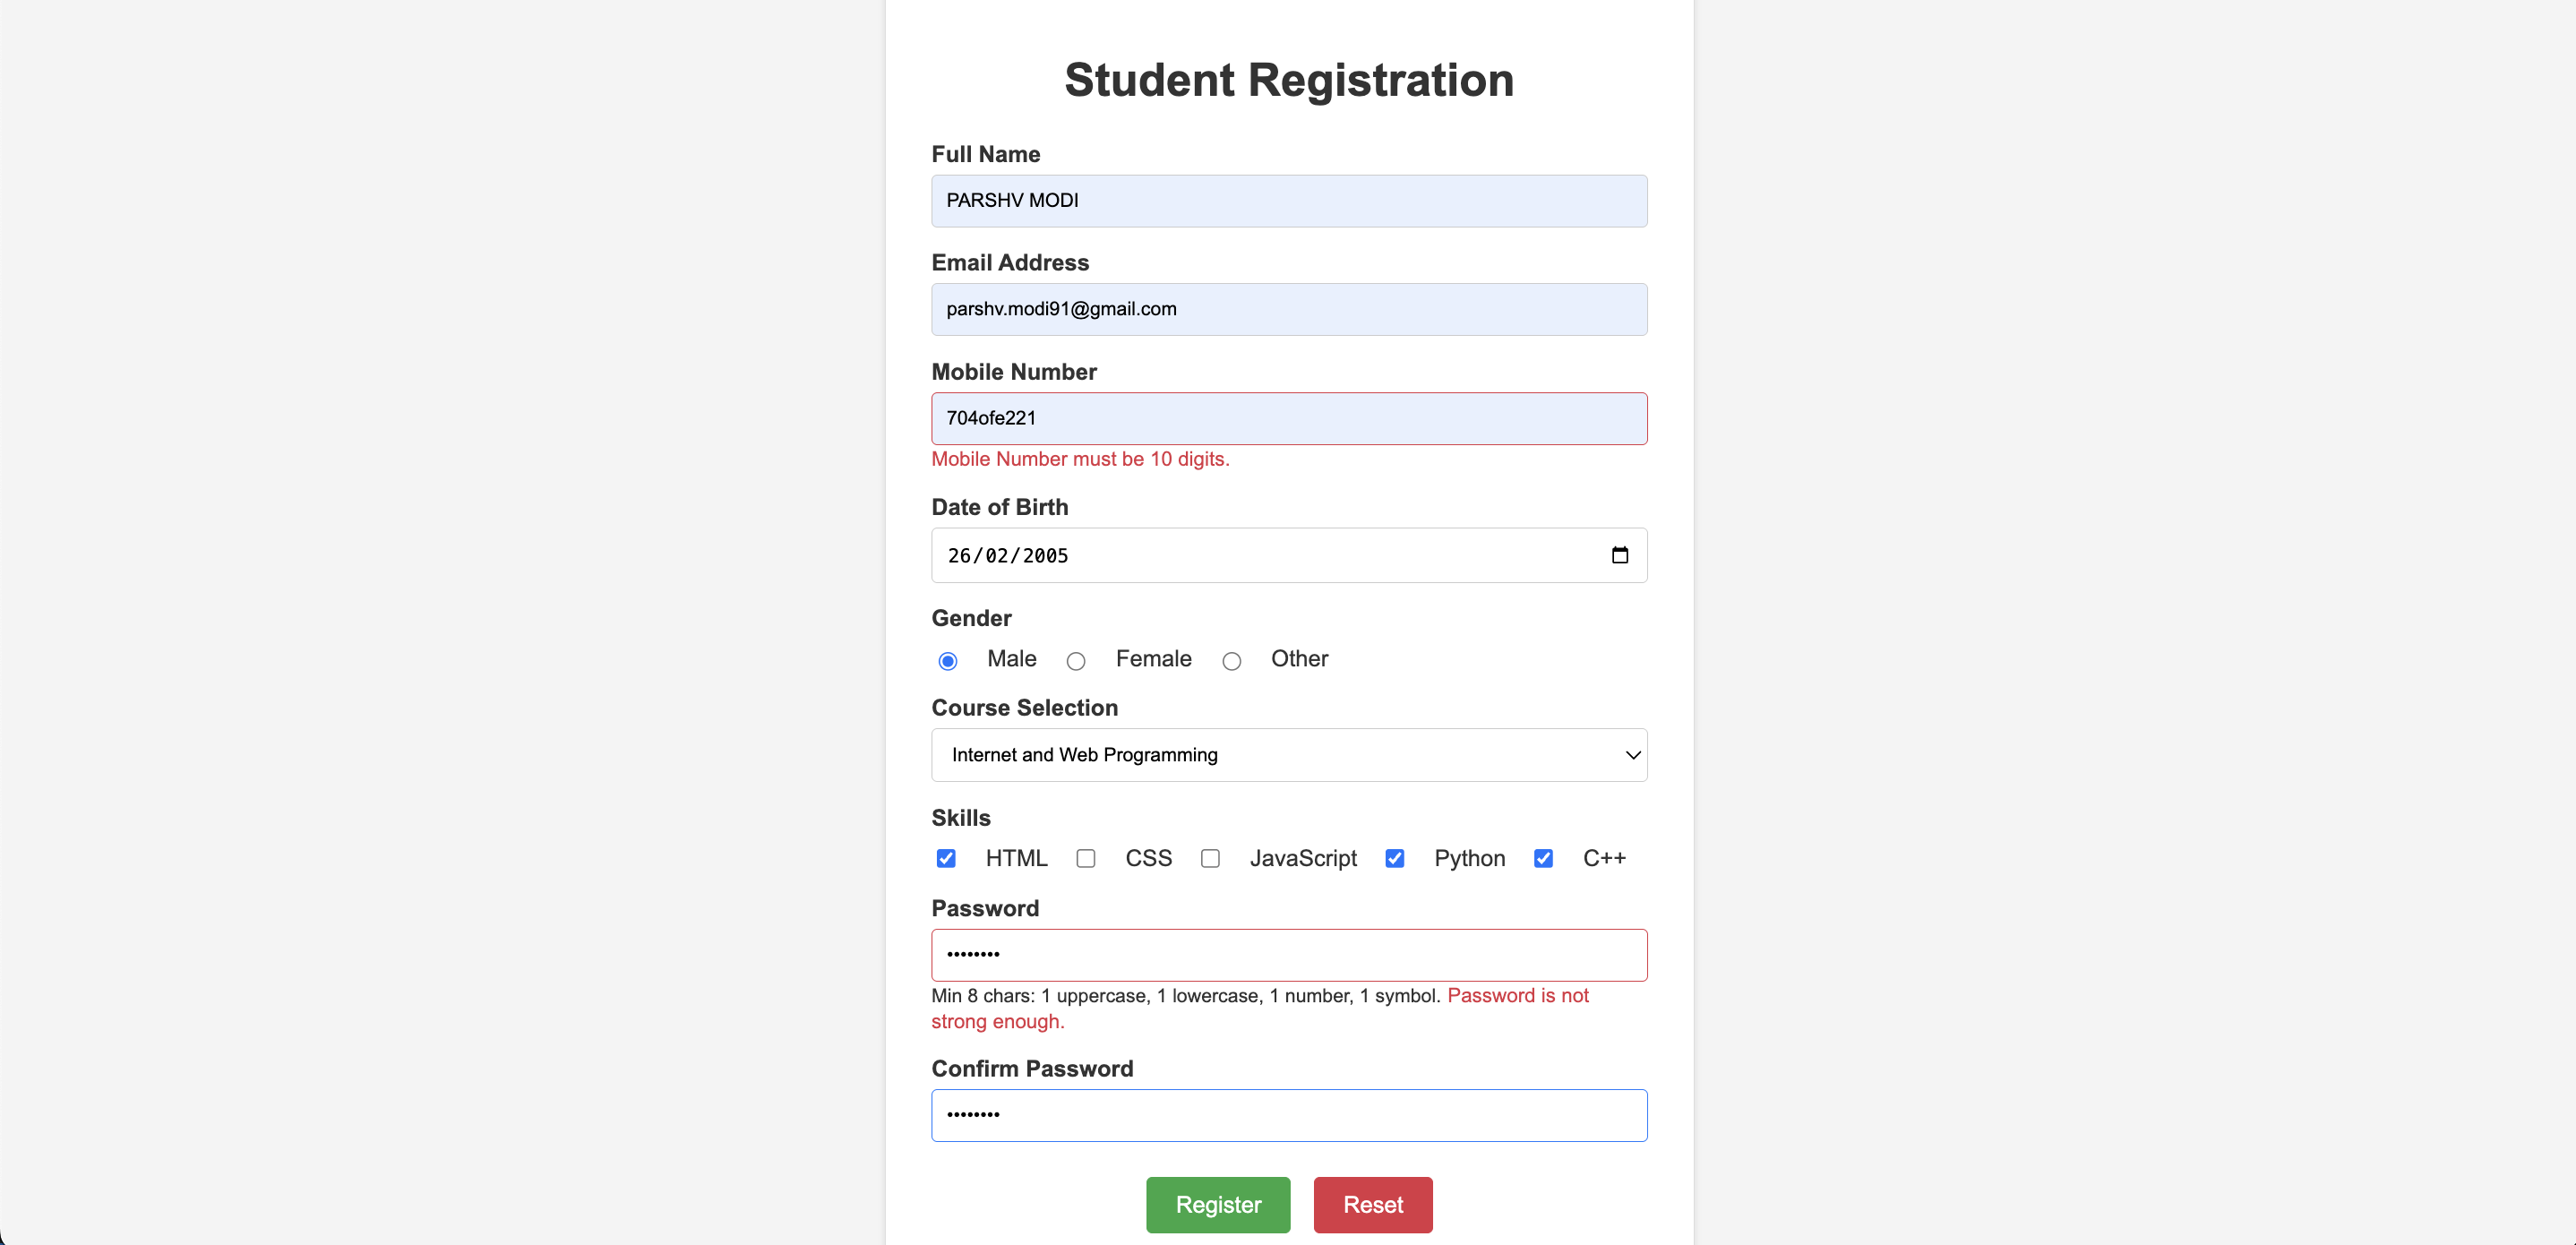 Student Registration
Full Name
PARSHV MODI
Email Address
parshv.modi91@gmail.com
Mobile Number
704ofe221
Mobile Number must be 10 digits.
Date of Birth
26/02/2005
Gender
Male Female Other
Course Selection
Internet and Web Programming
Skills
HTML CSS JavaScript Python C++
Password
••••••••
Min 8 chars: 1 uppercase, 1 lowercase, 1 number, 1 symbol. Password is not
strong enough.
Confirm Password
••••••••
Register Reset